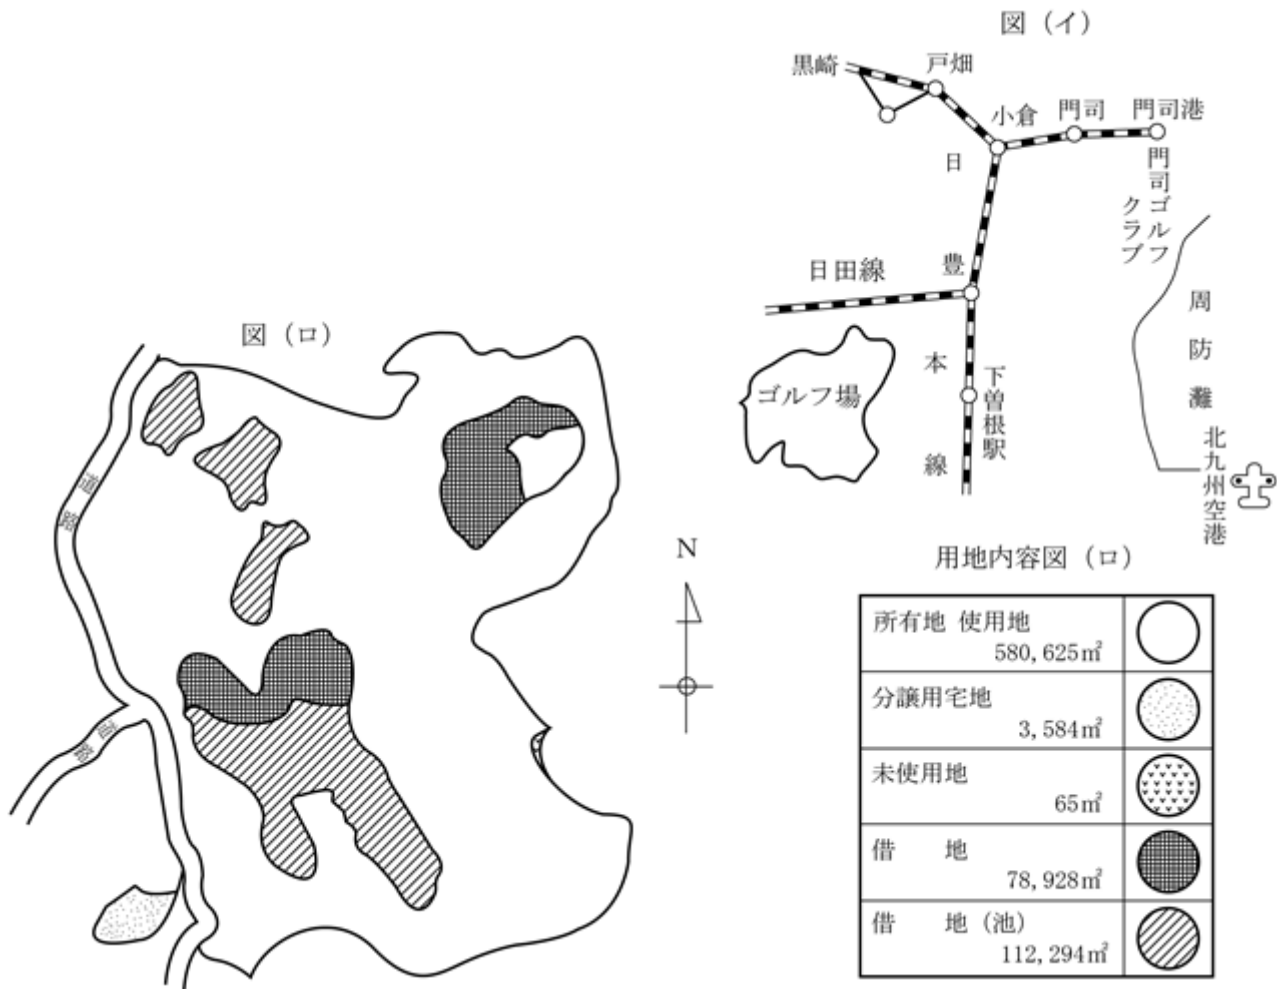 図（イ）
黒崎
戸畑
小倉
門司
門司港
門司ゴルフ
クラブ
日豊本線
日田線
ゴルフ場
下曽根駅
周防灘
北九州空港
図（ロ）
道路
道路
N
用地内容図（ロ）
所有地 使用地
580,625㎡
分譲用宅地
3,584㎡
未使用地
65㎡
借　地
78,928㎡
借　地（池）
112,294㎡